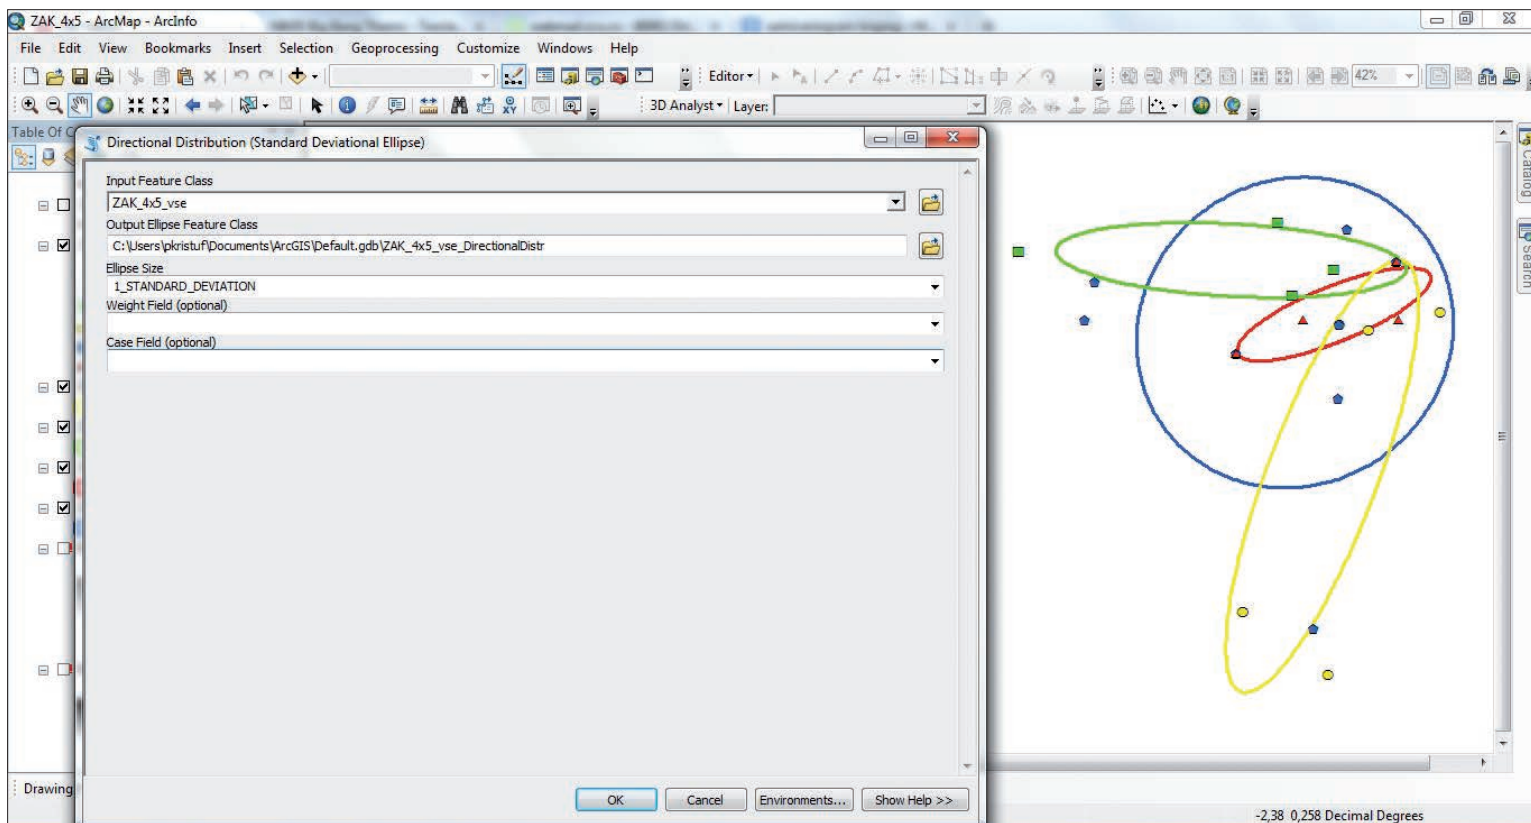 ZAK_4x5 - ArcMap - ArcInfo
File Edit View Bookmarks Insert Selection Geoprocessing Customize Windows Help
Editor 42%
3D Analyst Layer:
Table Of C
Directional Distribution (Standard Deviational Ellipse)
Catalog
Search
Input Feature Class
ZAK_4x5_vse
Output Ellipse Feature Class
C:\Users\pkristuf\Documents\ArcGIS\Default.gdb\ZAK_4x5_vse_DirectionalDistr
Ellipse Size
1_STANDARD_DEVIATION
Weight Field (optional)
Case Field (optional)
Drawing
OK Cancel Environments... Show Help >>
-2,38 0,258 Decimal Degrees